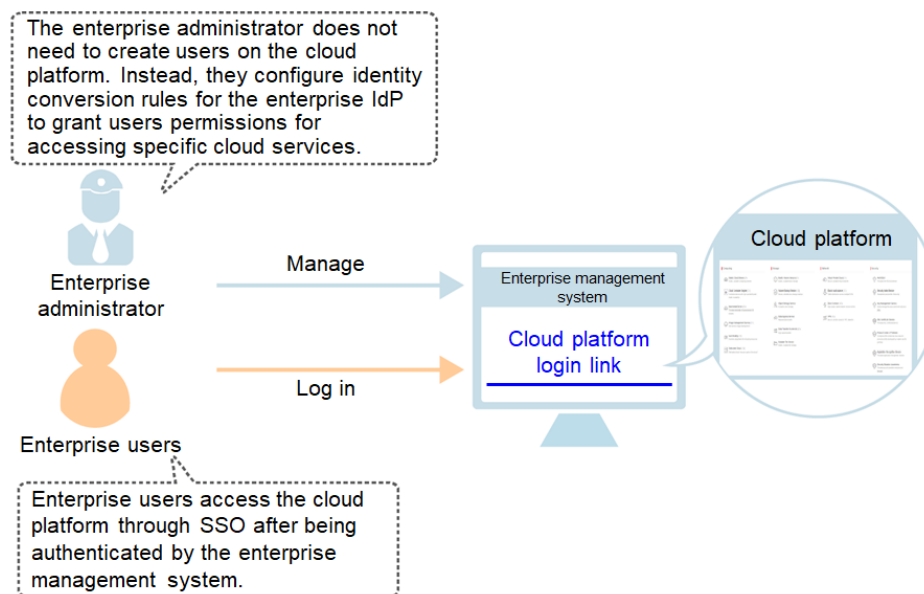 The enterprise administrator does not
need to create users on the cloud
platform. Instead, they configure identity
conversion rules for the enterprise IdP
to grant users permissions for
accessing specific cloud services.
Enterprise
administrator
Manage
Enterprise management
system
Cloud platform
login link
Cloud platform
Log in
Enterprise users
Enterprise users access the cloud
platform through SSO after being
authenticated by the enterprise
management system.